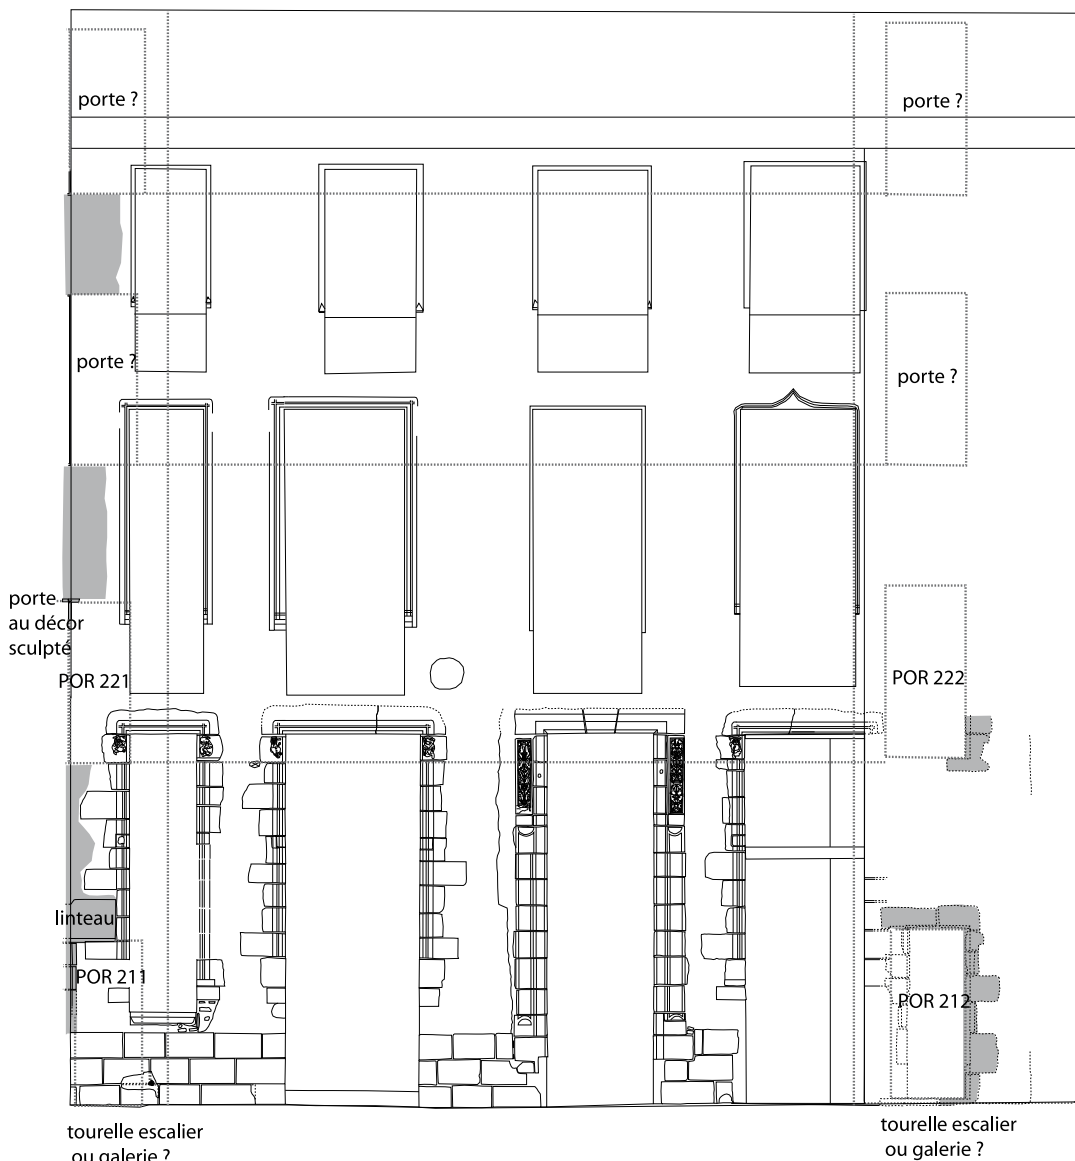 porte ?
porte ?
porte ?
porte ?
porte
au décor
sculpté
POR 221
POR 222
linteau
POR 211
POR 212
tourelle escalier
ou galerie ?
tourelle escalier
ou galerie ?